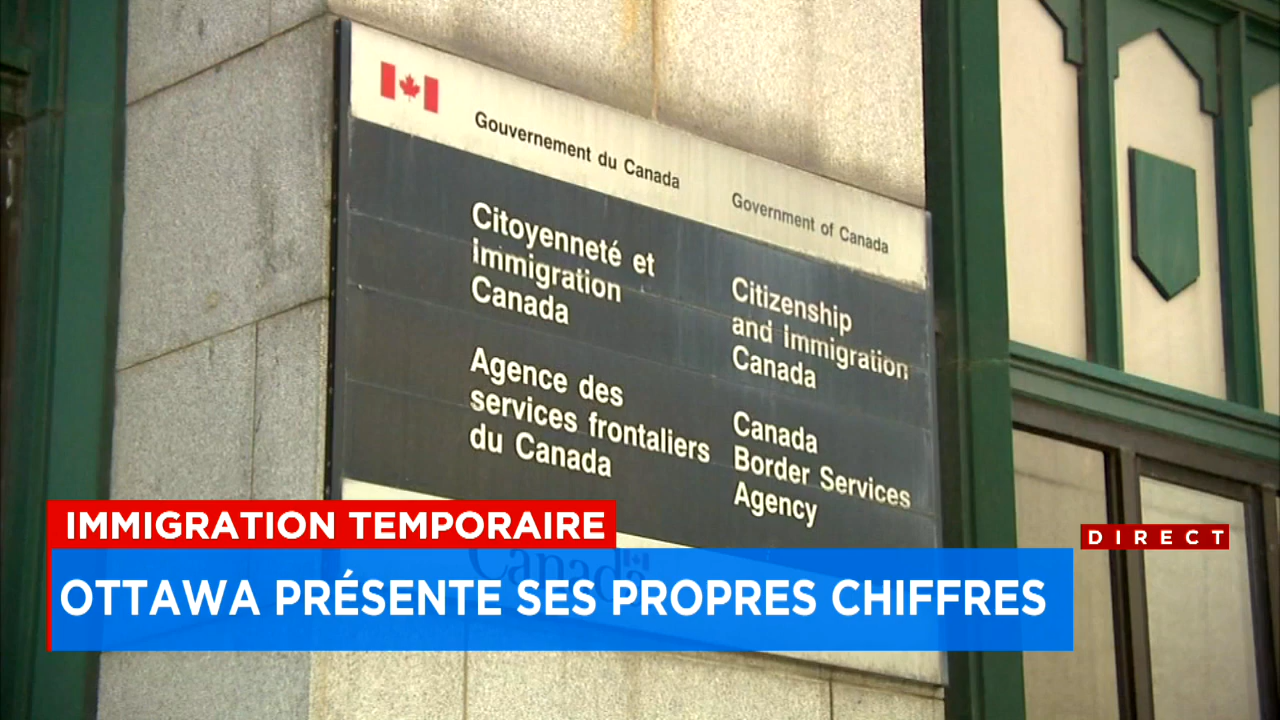 Gouvernement du Canada
Government of Canada
Citoyenneté et
Immigration
Canada
Citizenship
and Immigration
Canada
Agence des
services frontaliers
du Canada
Canada
Border Services
Agency
IMMIGRATION TEMPORAIRE
DIRECT
Canada
OTTAWA PRÉSENTE SES PROPRES CHIFFRES